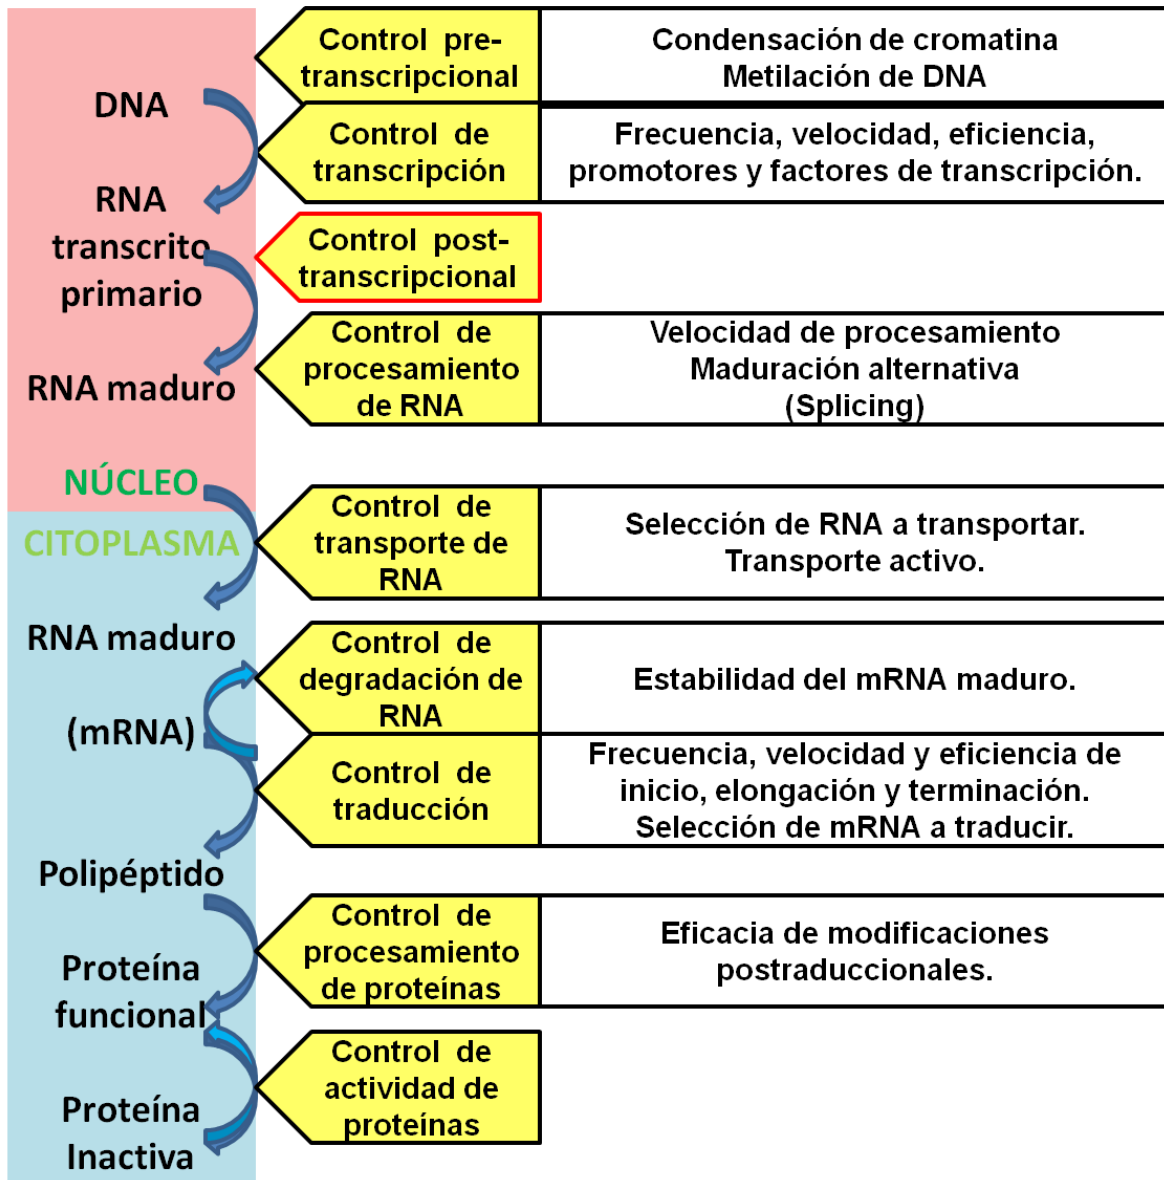 DNA
RNA
transcrito
primario
RNA maduro
NÚCLEO
CITOPLASMA
RNA maduro
(mRNA)
Polipéptido
Proteína
funcional
Proteína
Inactiva
Control pre-
transcripcional
Condensación de cromatina
Metilación de DNA
Control de
transcripción
Frecuencia, velocidad, eficiencia,
promotores y factores de transcripción.
Control post-
transcripcional
Control de
procesamiento
de RNA
Velocidad de procesamiento
Maduración alternativa
(Splicing)
Control de
transporte de
RNA
Selección de RNA a transportar.
Transporte activo.
Control de
degradación de
RNA
Estabilidad del mRNA maduro.
Control de
traducción
Frecuencia, velocidad y eficiencia de
inicio, elongación y terminación.
Selección de mRNA a traducir.
Control de
procesamiento
de proteínas
Eficacia de modificaciones
postraduccionales.
Control de
actividad de
proteínas